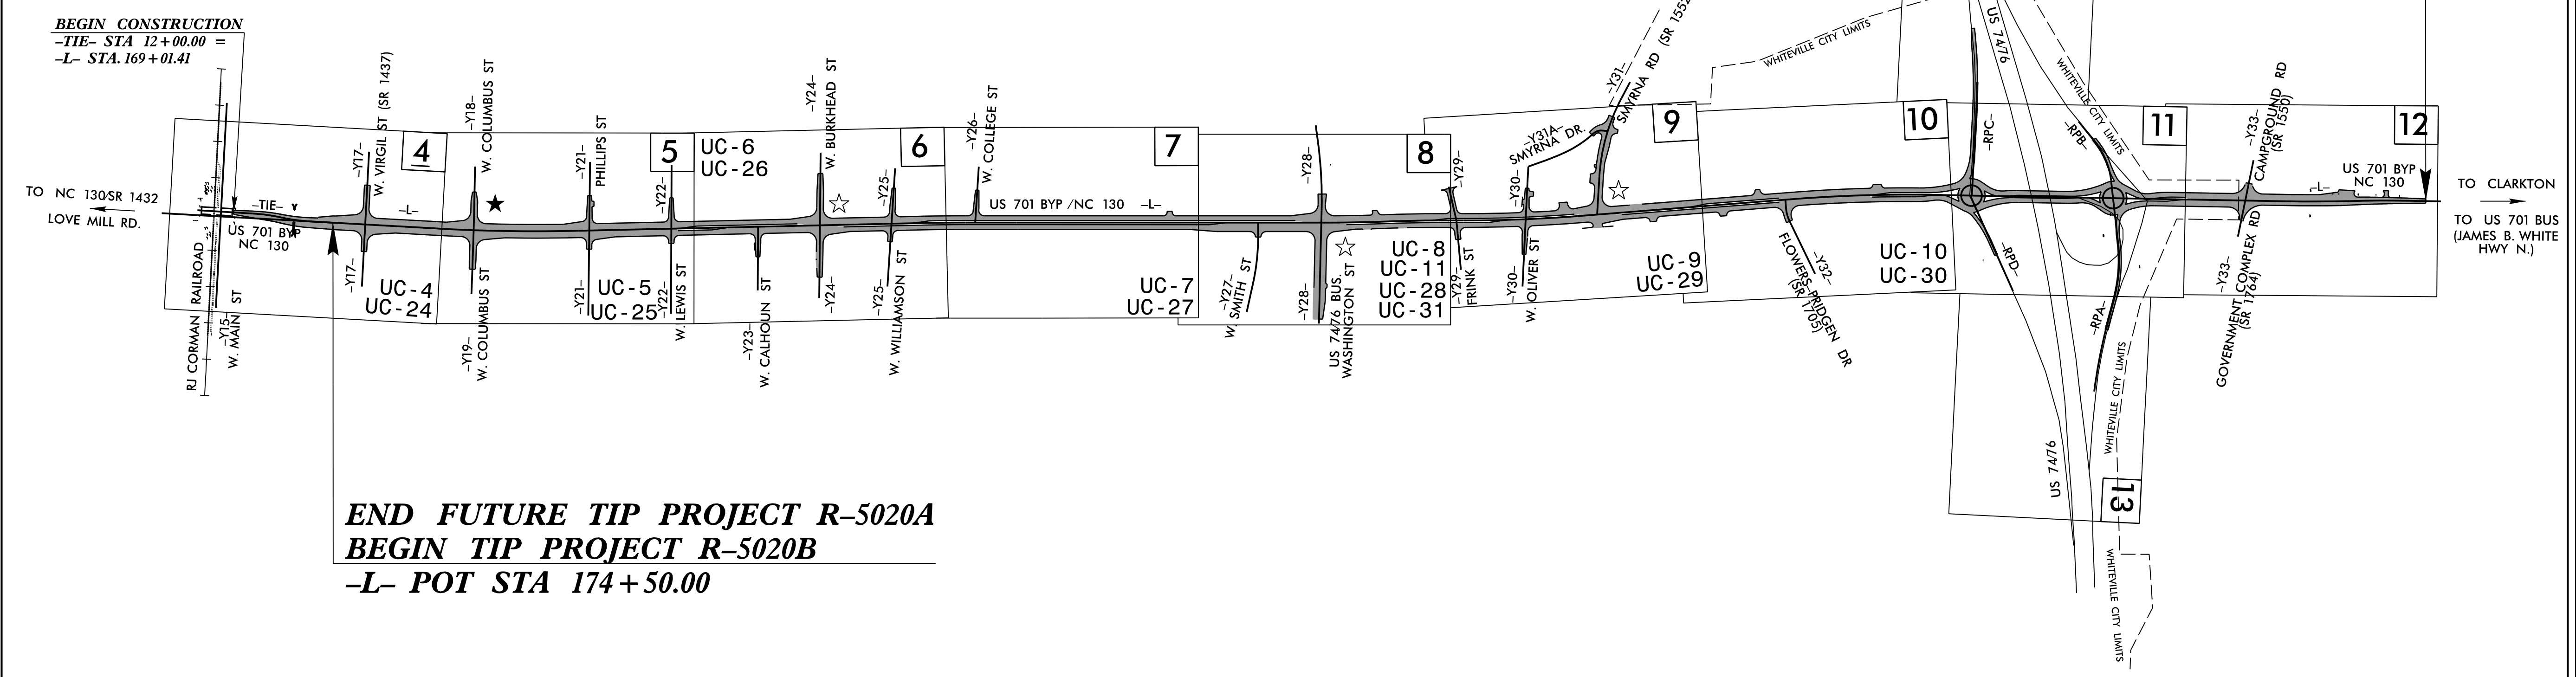 BEGIN CONSTRUCTION
–TIE– STA 12+00.00 =
–L– STA. 169+01.41
TO NC 130/SR 1432
LOVE MILL RD.
RJ CORMAN RAILROAD
–Y15–
W. MAIN ST
–TIE–
US 701 BYP
NC 130
–Y17–
W. VIRGIL ST (SR 1437)
–Y17–
–L–
4
UC-4
UC-24
–Y18–
W. COLUMBUS ST
–Y19–
W. COLUMBUS ST
–Y21–
PHILLIPS ST
–Y21–
5
UC-5
UC-25
–Y22–
–Y22–
W. LEWIS ST
UC-6
UC-26
–Y23–
W. CALHOUN ST
–Y24–
W. BURKHEAD ST
–Y24–
–Y25–
–Y25–
W. WILLIAMSON ST
6
–Y26–
W. COLLEGE ST
US 701 BYP /NC 130 –L–
7
UC-7
UC-27
–Y27–
W. SMITH ST
–Y28–
–Y28–
US 74/76 BUS.
WASHINGTON ST
8
UC-8
UC-11
UC-28
UC-31
–Y29–
–Y29–
FRINK ST
–Y30–
–Y30–
W. OLIVER ST
–Y31A–
SMYRNA DR.
–Y31–
SMYRNA RD (SR 1552
9
UC-9
UC-29
WHITEVILLE CITY LIMITS
–Y32–
FLOWERS-PRIDGEN DR
(SR 1705)
10
UC-10
UC-30
US 74/76
–RPC–
–RPD–
–RPB–
–RPA–
WHITEVILLE CITY LIMITS
WHITEVILLE CITY LIMITS
11
–Y33–
CAMPGROUND RD
(SR 1550)
–Y33–
GOVERNMENT COMPLEX RD
(SR 1764)
–L–
US 701 BYP
NC 130
12
TO CLARKTON
TO US 701 BUS
(JAMES B. WHITE
HWY N.)
US 74/76
WHITEVILLE CITY LIMITS
13
WHITEVILLE CITY LIMITS
END FUTURE TIP PROJECT R–5020A
BEGIN TIP PROJECT R–5020B
–L– POT STA 174+50.00